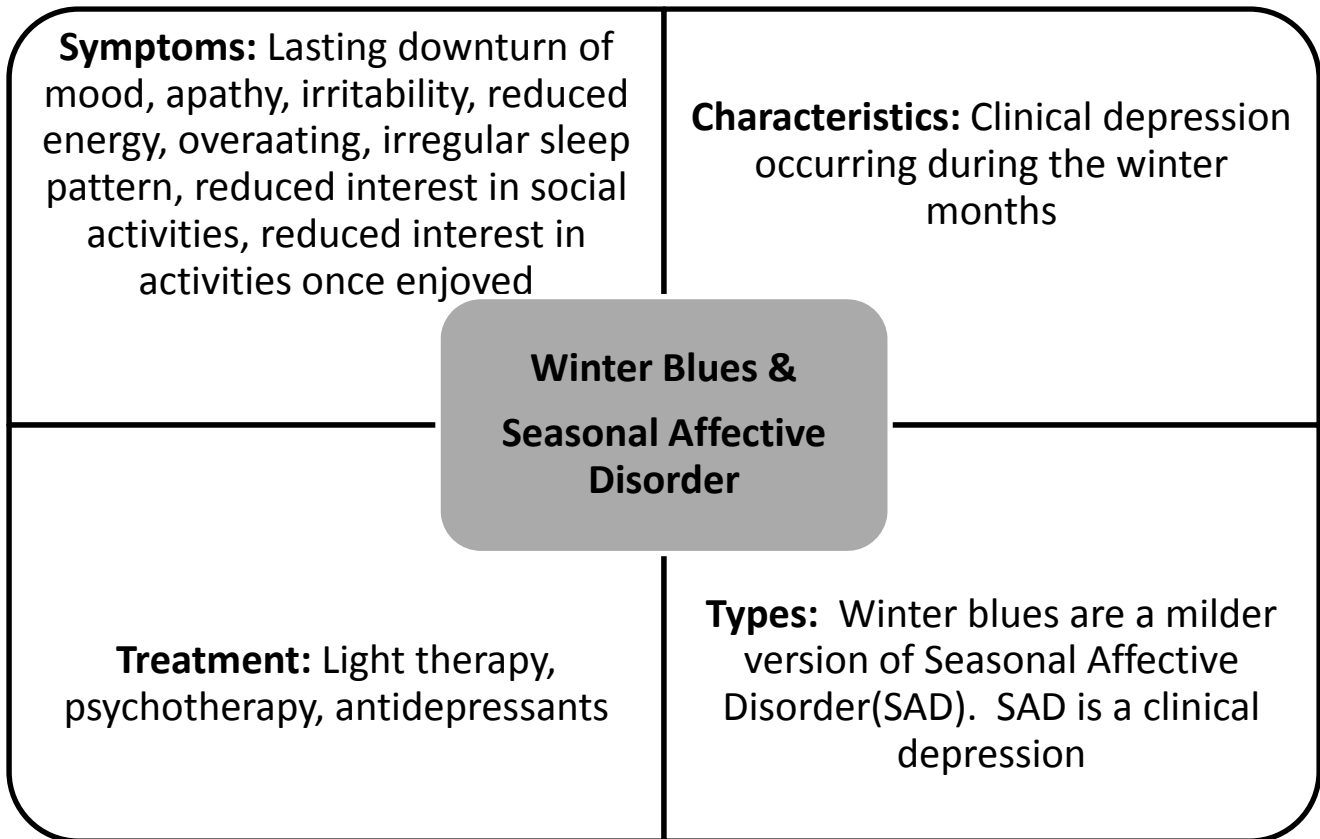 Symptoms: Lasting downturn of
mood, apathy, irritability, reduced
energy, overaating, irregular sleep
pattern, reduced interest in social
activities, reduced interest in
activities once enjoyed
Characteristics: Clinical depression
occurring during the winter
months
Winter Blues &
Seasonal Affective
Disorder
Treatment: Light therapy,
psychotherapy, antidepressants
Types:  Winter blues are a milder
version of Seasonal Affective
Disorder(SAD).  SAD is a clinical
depression